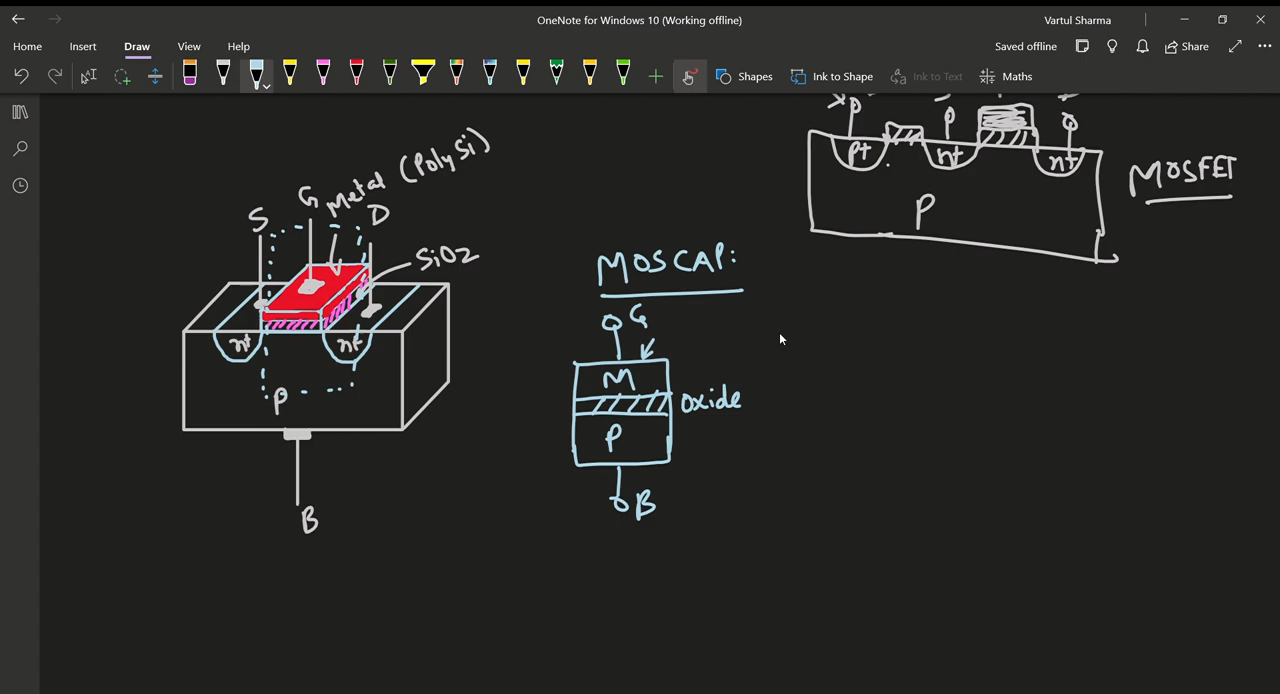 OneNote for Windows 10 (Working offline)
Vartul Sharma
Home Insert Draw View Help
Saved offline
Share
Shapes
Ink to Shape
Ink to Text
Maths
p+ n+ n+
P
MOSFET
S G Metal (Poly Si) D
SiO2
n+ n+
P
B
MOSCAP:
G
M
oxide
P
B